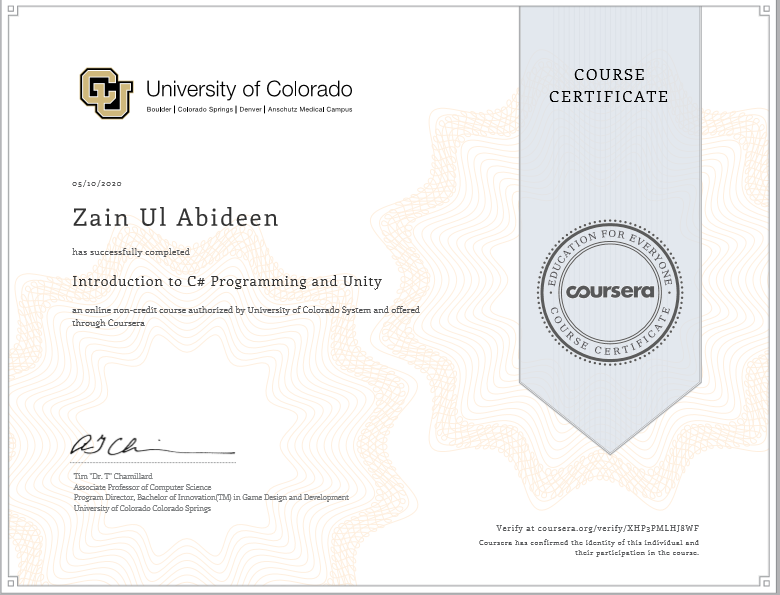 University of Colorado
Boulder | Colorado Springs | Denver | Anschutz Medical Campus
COURSE
CERTIFICATE
05/10/2020
Zain Ul Abideen
has successfully completed
Introduction to C# Programming and Unity
an online non-credit course authorized by University of Colorado System and offered
through Coursera
EDUCATION FOR EVERYONE
coursera
COURSE CERTIFICATE
Tim "Dr. T" Chamillard
Associate Professor of Computer Science
Program Director, Bachelor of Innovation(TM) in Game Design and Development
University of Colorado Colorado Springs
Verify at coursera.org/verify/XHP3PMLHJ8WF
Coursera has confirmed the identity of this individual and
their participation in the course.